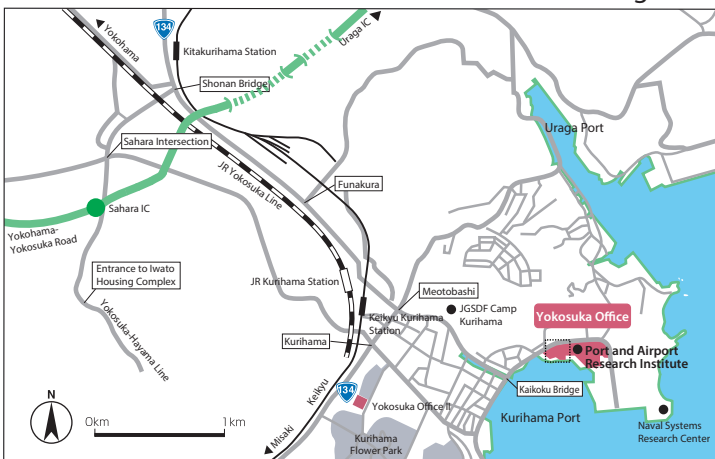 134
Yokohama
Kitakurihama Station
Uraga IC
Shonan Bridge
Uraga Port
Sahara Intersection
JR Yokosuka Line
Funakura
Sahara IC
Yokohama-
Yokosuka Road
Entrance to Iwato
Housing Complex
JR Kurihama Station
Meotobashi
JGSDF Camp
Kurihama
Yokosuka Office
Yokosuka-Hayama Line
Keikyu Kurihama
Station
Kurihama
Port and Airport
Research Institute
Kaikoku Bridge
Keikyu
134
Yokosuka Office II
Kurihama Port
N
0km
1 km
Misaki
Kurihama
Flower Park
Naval Systems
Research Center